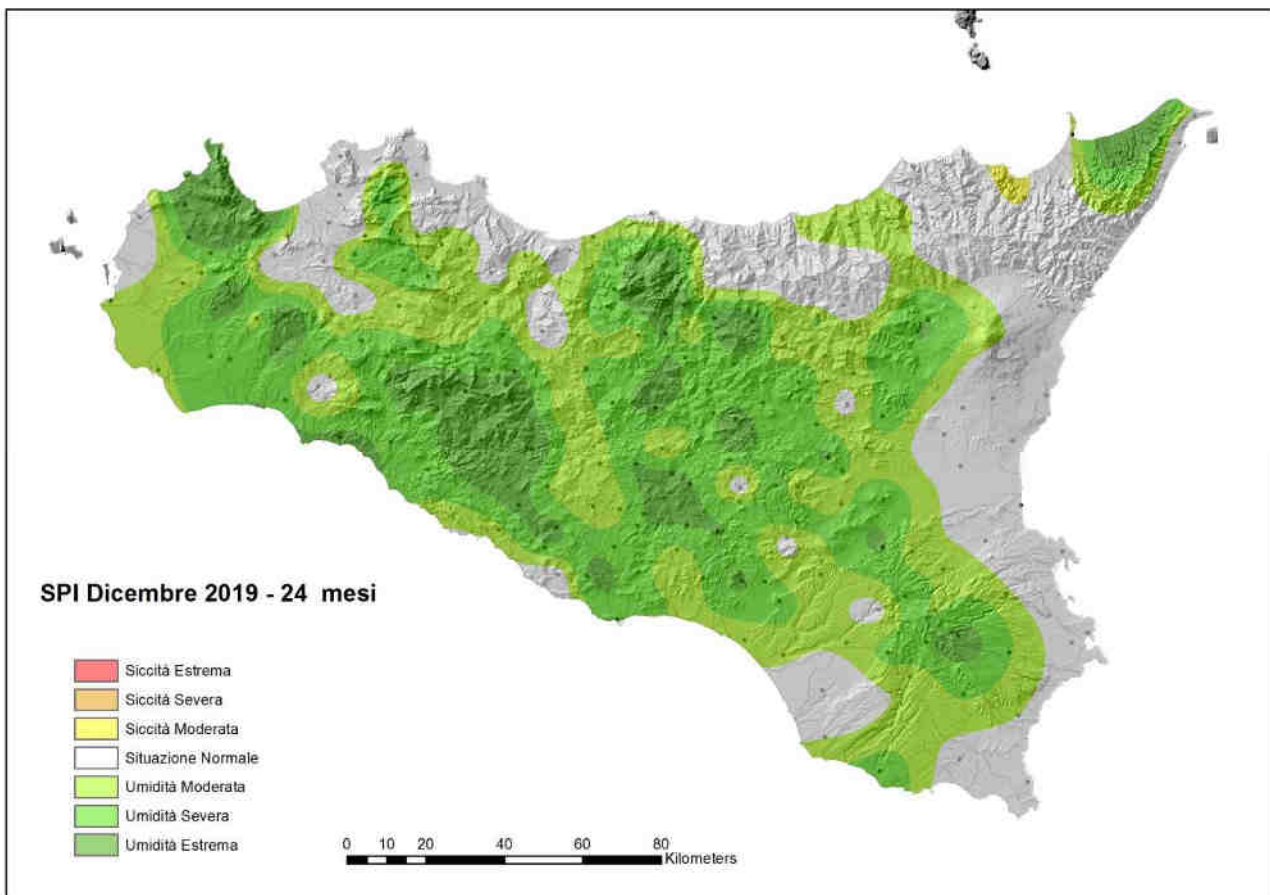 SPI Dicembre 2019 - 24 mesi
Siccità Estrema
Siccità Severa
Siccità Moderata
Situazione Normale
Umidità Moderata
Umidità Severa
Umidità Estrema
0 10 20 40 60 80
Kilometers